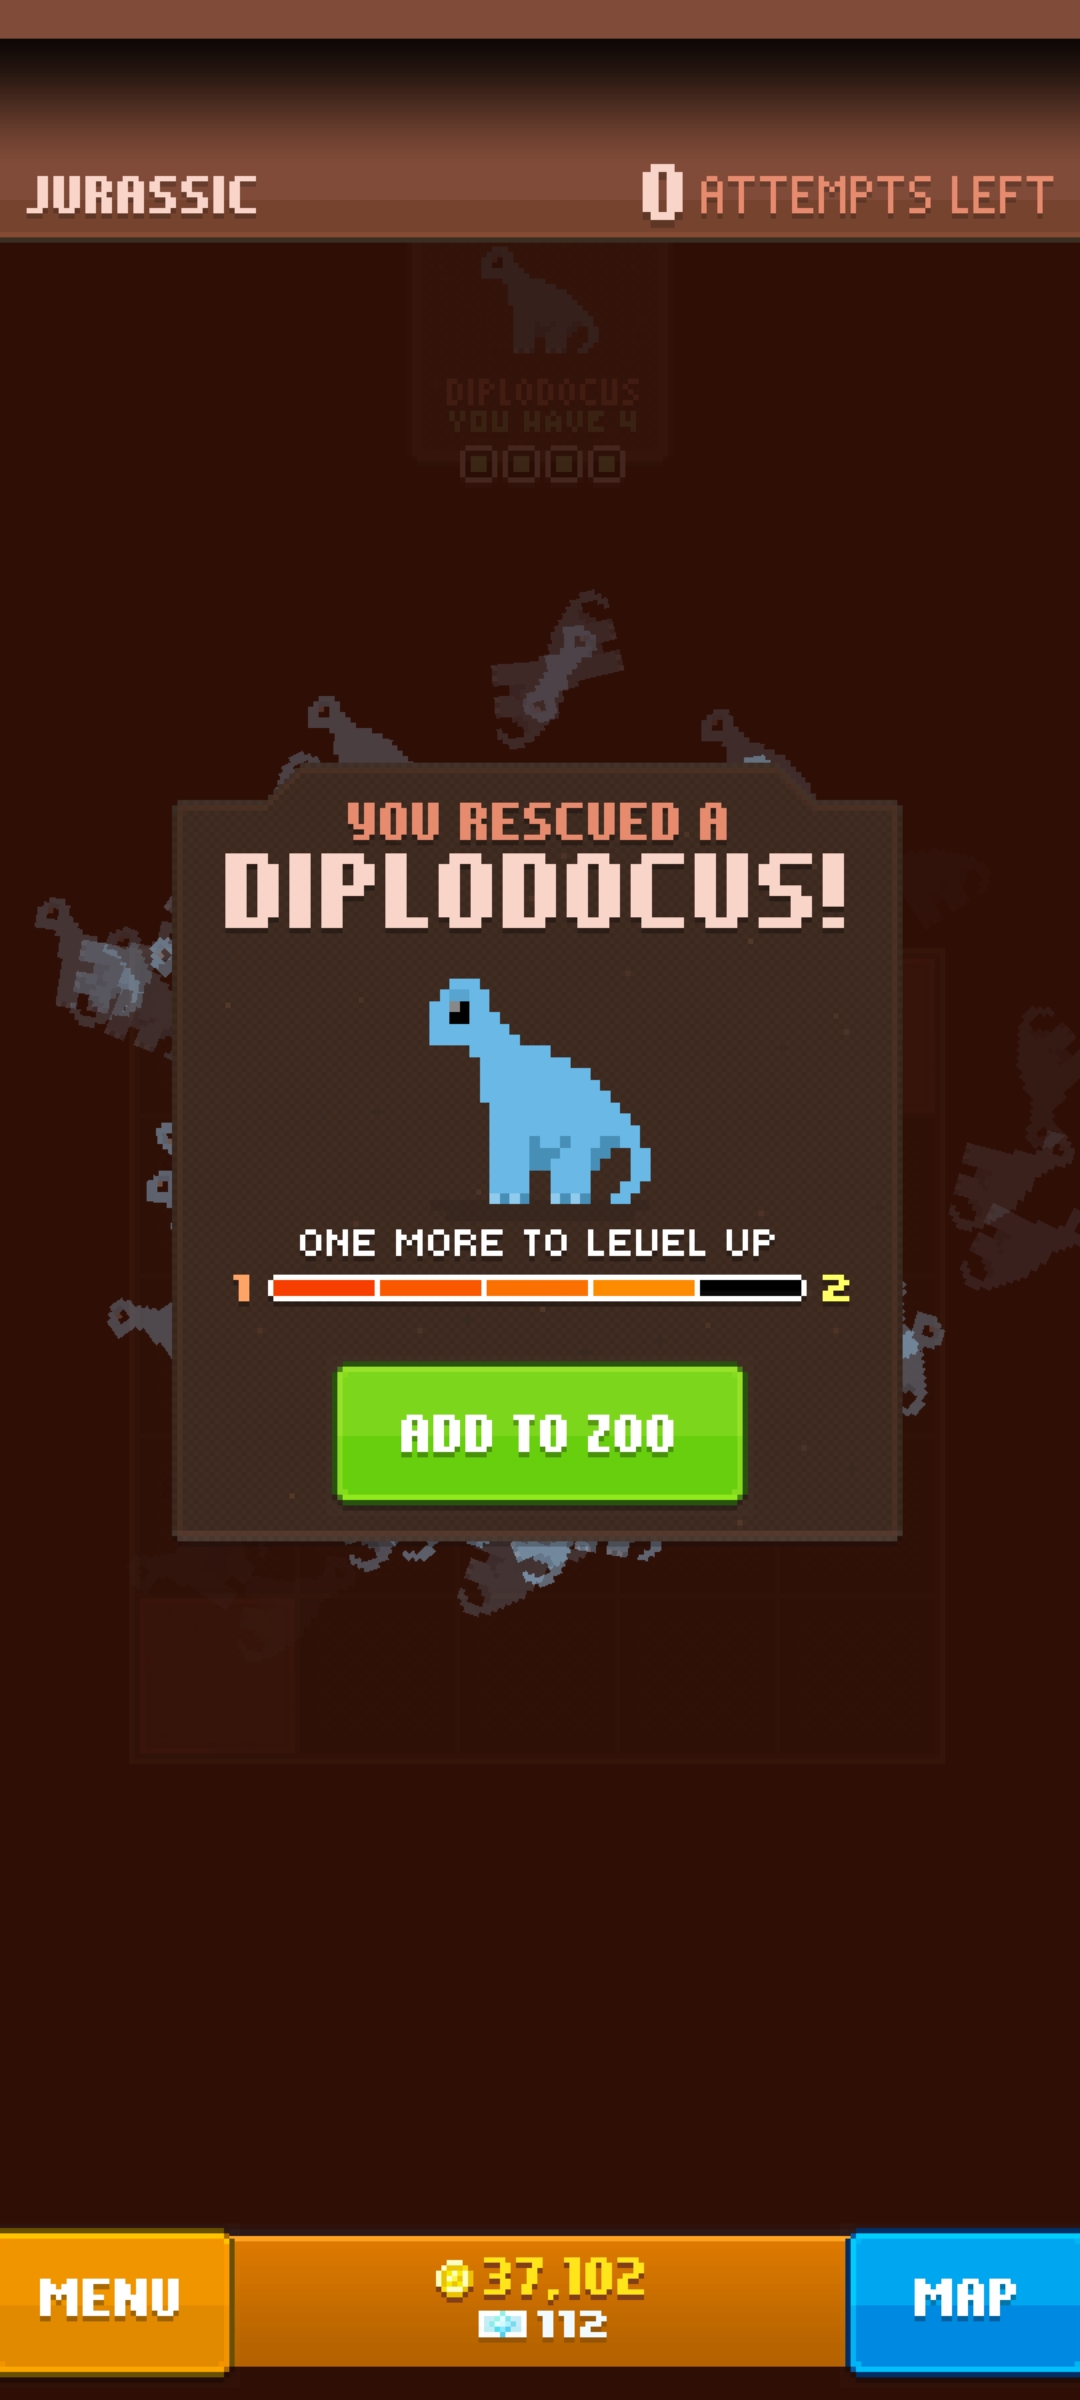 JURASSIC
0 ATTEMPTS LEFT
DIPLODOCUS
YOU HAVE 4
YOU RESCUED A
DIPLODOCUS!
ONE MORE TO LEVEL UP
1 2
ADD TO ZOO
MENU
37,102
112
MAP